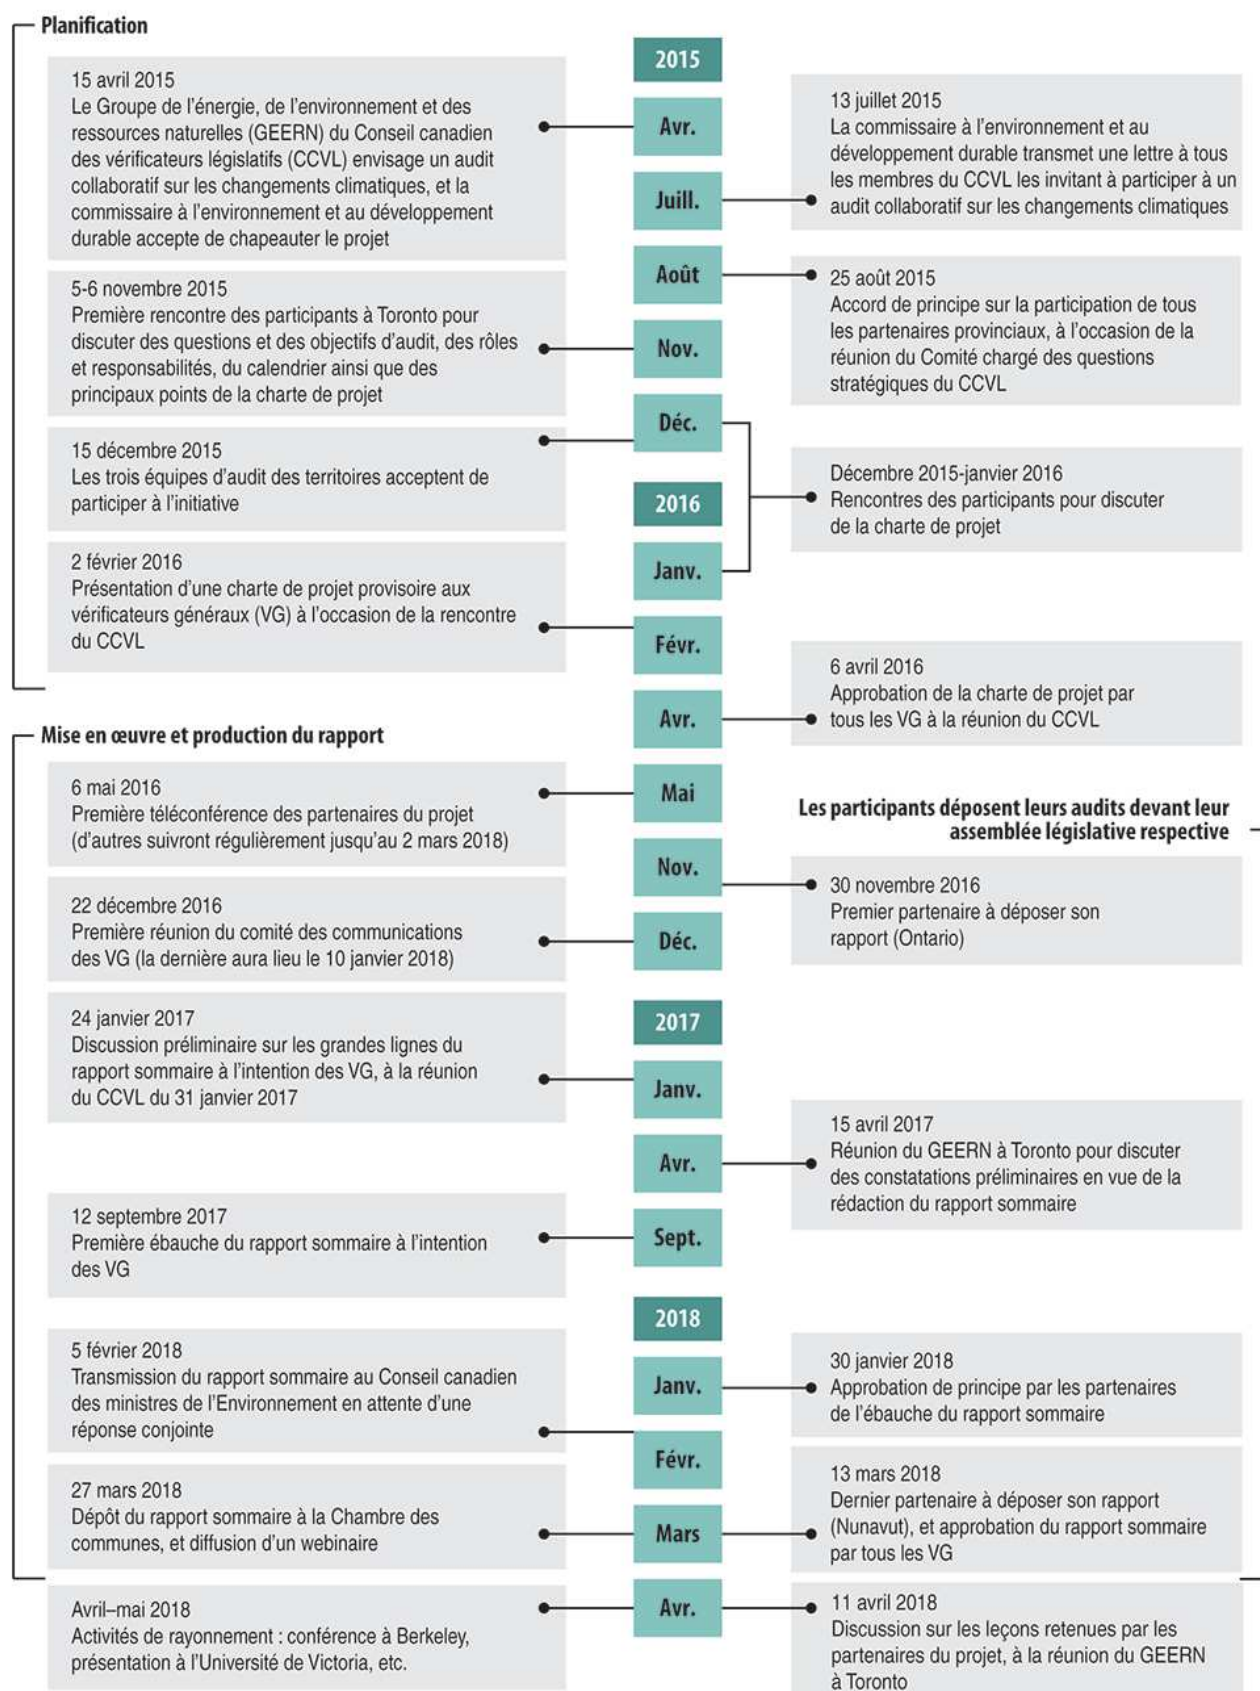 Planification
15 avril 2015
Le Groupe de l'énergie, de l'environnement et des
ressources naturelles (GEERN) du Conseil canadien
des vérificateurs législatifs (CCVL) envisage un audit
collaboratif sur les changements climatiques, et la
commissaire à l'environnement et au développement
durable accepte de chapeauter le projet
5-6 novembre 2015
Première rencontre des participants à Toronto pour
discuter des questions et des objectifs d'audit, des rôles
et responsabilités, du calendrier ainsi que des
principaux points de la charte de projet
15 décembre 2015
Les trois équipes d'audit des territoires acceptent de
participer à l'initiative
2 février 2016
Présentation d'une charte de projet provisoire aux
vérificateurs généraux (VG) à l'occasion de la rencontre
du CCVL
Mise en œuvre et production du rapport
6 mai 2016
Première téléconférence des partenaires du projet
(d'autres suivront régulièrement jusqu'au 2 mars 2018)
22 décembre 2016
Première réunion du comité des communications
des VG (la dernière aura lieu le 10 janvier 2018)
24 janvier 2017
Discussion préliminaire sur les grandes lignes du
rapport sommaire à l'intention des VG, à la réunion
du CCVL du 31 janvier 2017
12 septembre 2017
Première ébauche du rapport sommaire à l'intention
des VG
5 février 2018
Transmission du rapport sommaire au Conseil canadien
des ministres de l'Environnement en attente d'une
réponse conjointe
27 mars 2018
Dépôt du rapport sommaire à la Chambre des
communes, et diffusion d'un webinaire
Avril–mai 2018
Activités de rayonnement : conférence à Berkeley,
présentation à l'Université de Victoria, etc.
2015
Avr.
Juill.
Août
Nov.
Déc.
2016
Janv.
Févr.
Avr.
Mai
Nov.
Déc.
2017
Janv.
Avr.
Sept.
2018
Janv.
Févr.
Mars
Avr.
13 juillet 2015
La commissaire à l'environnement et au
développement durable transmet une lettre à tous
les membres du CCVL les invitant à participer à un
audit collaboratif sur les changements climatiques
25 août 2015
Accord de principe sur la participation de tous
les partenaires provinciaux, à l'occasion de la
réunion du Comité chargé des questions
stratégiques du CCVL
Décembre 2015-janvier 2016
Rencontres des participants pour discuter
de la charte de projet
6 avril 2016
Approbation de la charte de projet par
tous les VG à la réunion du CCVL
Les participants déposent leurs audits devant leur
assemblée législative respective
30 novembre 2016
Premier partenaire à déposer son
rapport (Ontario)
15 avril 2017
Réunion du GEERN à Toronto pour discuter
des constatations préliminaires en vue de la
rédaction du rapport sommaire
30 janvier 2018
Approbation de principe par les partenaires
de l'ébauche du rapport sommaire
13 mars 2018
Dernier partenaire à déposer son rapport
(Nunavut), et approbation du rapport sommaire
par tous les VG
11 avril 2018
Discussion sur les leçons retenues par les
partenaires du projet, à la réunion du GEERN
à Toronto